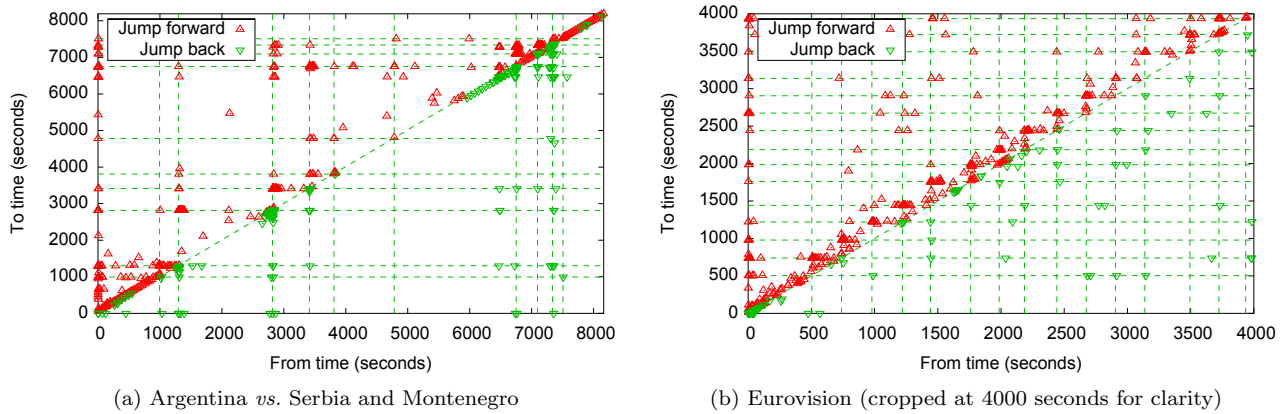 Jump forward
Jump back
8000
7000
6000
5000
4000
3000
2000
1000
0
To time (seconds)
0 1000 2000 3000 4000 5000 6000 7000 8000
From time (seconds)
(a) Argentina vs. Serbia and Montenegro
Jump forward
Jump back
4000
3500
3000
2500
2000
1500
1000
500
0
To time (seconds)
0 500 1000 1500 2000 2500 3000 3500 4000
From time (seconds)
(b) Eurovision (cropped at 4000 seconds for clarity)